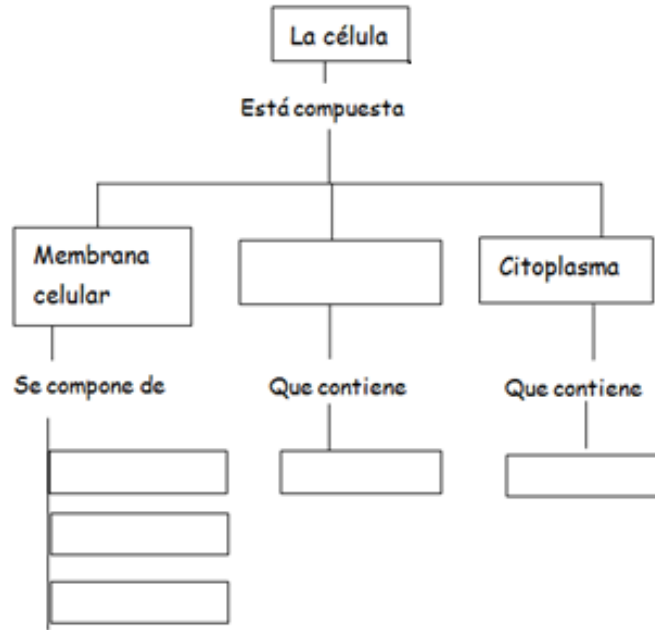 La célula
Está compuesta
Membrana
celular
Citoplasma
Se compone de
Que contiene
Que contiene